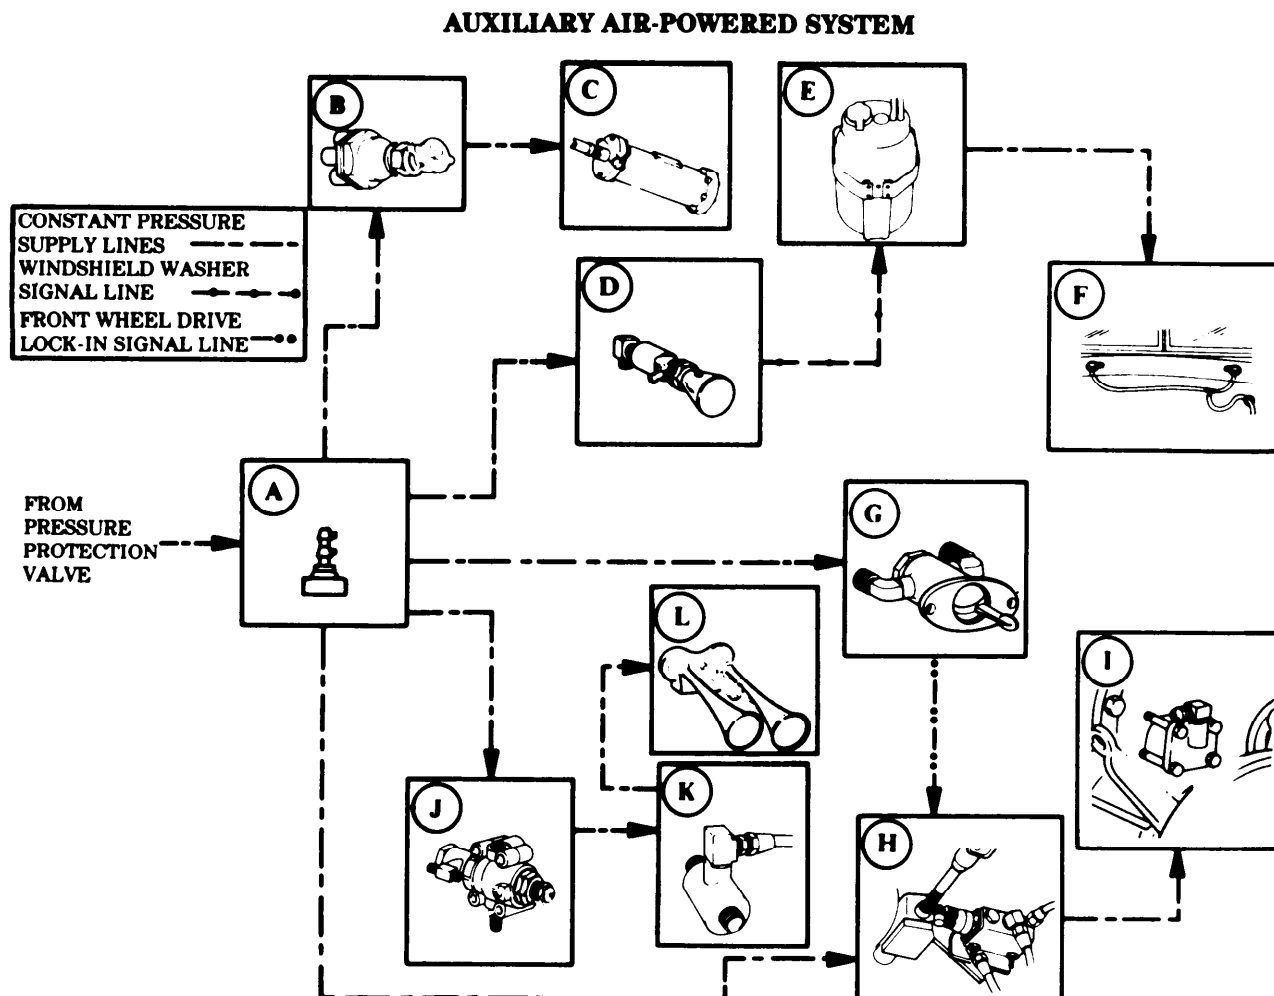 AUXILIARY AIR-POWERED SYSTEM
B
C
E
CONSTANT PRESSURE
SUPPLY LINES
WINDSHIELD WASHER
SIGNAL LINE
FRONT WHEEL DRIVE
LOCK-IN SIGNAL LINE
D
F
A
FROM
PRESSURE
PROTECTION
VALVE
G
L
I
J
K
H